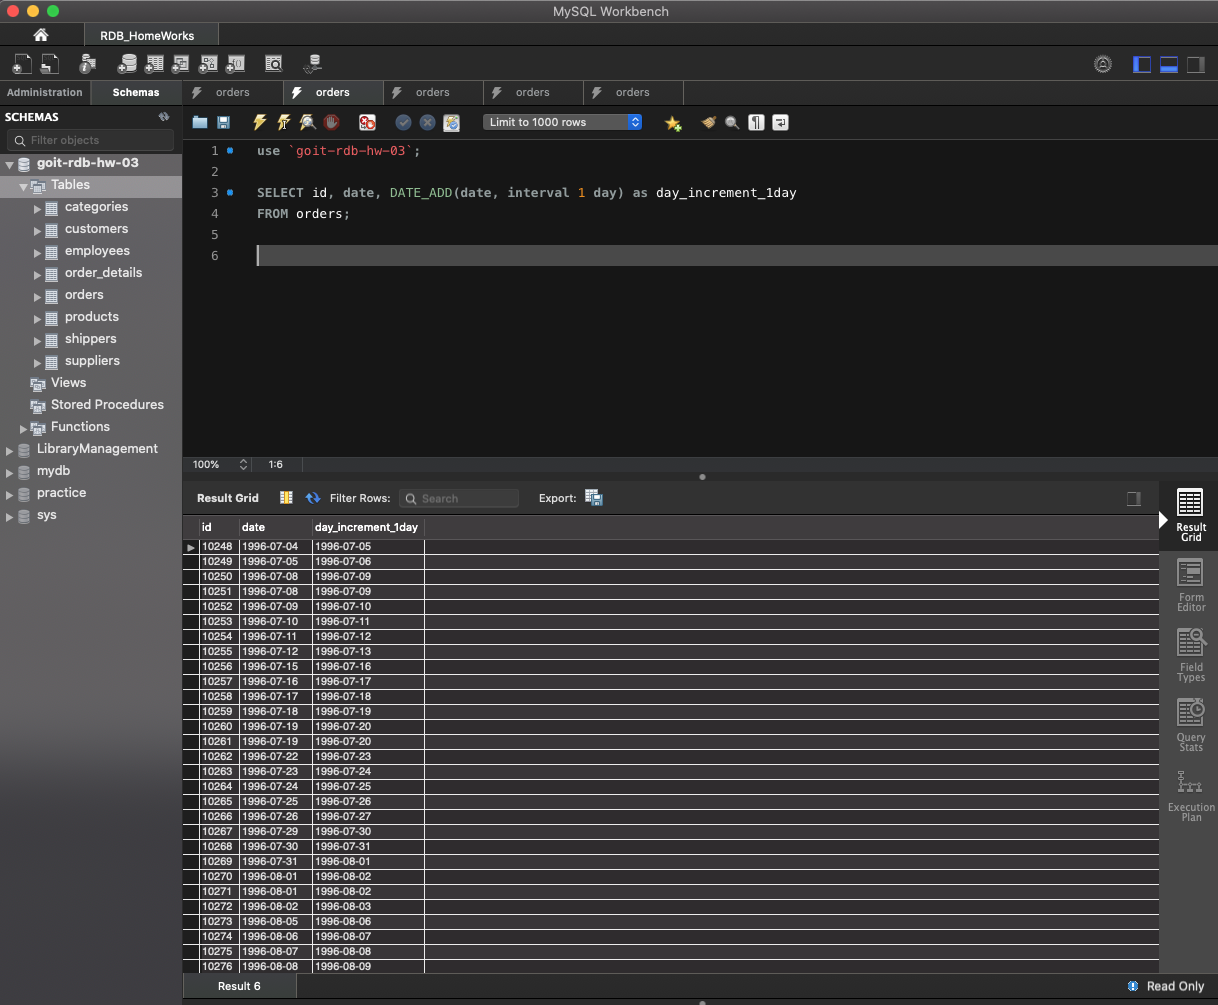 MySQL Workbench
RDB_HomeWorks
Administration Schemas orders orders orders orders orders
SCHEMAS
Filter objects
goit-rdb-hw-03
Tables
categories
customers
employees
order_details
orders
products
shippers
suppliers
Views
Stored Procedures
Functions
LibraryManagement
mydb
practice
sys
Limit to 1000 rows
1 use `goit-rdb-hw-03`;
2
3 SELECT id, date, DATE_ADD(date, interval 1 day) as day_increment_1day
4 FROM orders;
5
6
100% 1:6
Result Grid Filter Rows: Search Export:
id date day_increment_1day
10248 1996-07-04 1996-07-05
10249 1996-07-05 1996-07-06
10250 1996-07-08 1996-07-09
10251 1996-07-08 1996-07-09
10252 1996-07-09 1996-07-10
10253 1996-07-10 1996-07-11
10254 1996-07-11 1996-07-12
10255 1996-07-12 1996-07-13
10256 1996-07-15 1996-07-16
10257 1996-07-16 1996-07-17
10258 1996-07-17 1996-07-18
10259 1996-07-18 1996-07-19
10260 1996-07-19 1996-07-20
10261 1996-07-19 1996-07-20
10262 1996-07-22 1996-07-23
10263 1996-07-23 1996-07-24
10264 1996-07-24 1996-07-25
10265 1996-07-25 1996-07-26
10266 1996-07-26 1996-07-27
10267 1996-07-29 1996-07-30
10268 1996-07-30 1996-07-31
10269 1996-07-31 1996-08-01
10270 1996-08-01 1996-08-02
10271 1996-08-01 1996-08-02
10272 1996-08-02 1996-08-03
10273 1996-08-05 1996-08-06
10274 1996-08-06 1996-08-07
10275 1996-08-07 1996-08-08
10276 1996-08-08 1996-08-09
Result
Grid
Form
Editor
Field
Types
Query
Stats
Execution
Plan
Result 6
Read Only